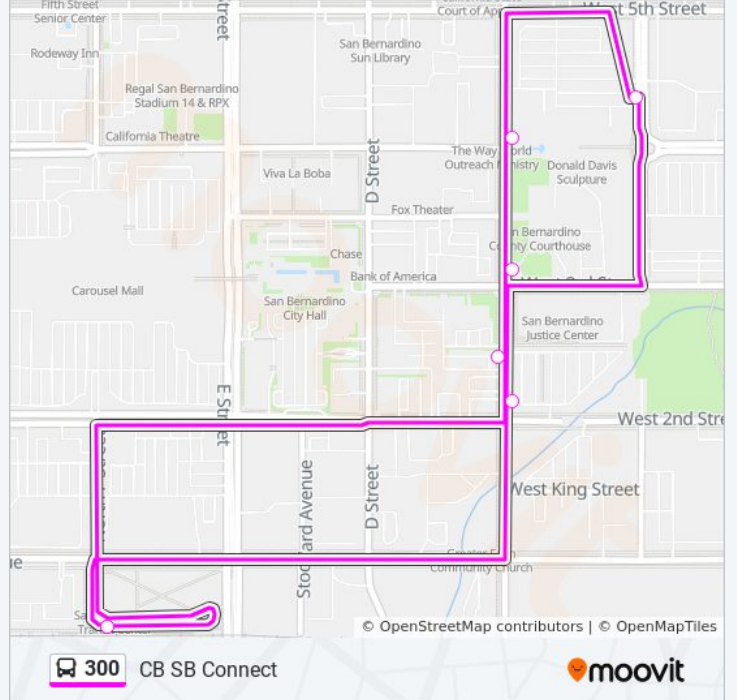 Fifth Street
Senior Center
Street
Court of
West 5th Street
Rodeway Inn
San Bernardino
Sun Library
Regal San Bernardino
Stadium 14 & RPX
California Theatre
D Street
The Way World
Outreach Ministry
Viva La Boba
Donald Davis
Sculpture
Fox Theater
San Bernardino
County Courthouse
Chase
Bank of America
West 3rd
Carousel Mall
San Bernardino
City Hall
San Bernardino
Justice Center
E Street
West 2nd Stre
D Street
Stoddard Avenue
West King Street
Community Church
© OpenStreetMap contributors | © OpenMapTiles
300 CB SB Connect
moovit